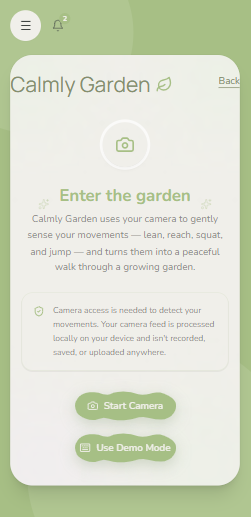 2
Calmly Garden
Back
Enter the garden
Calmly Garden uses your camera to gently
sense your movements — lean, reach, squat,
and jump — and turns them into a peaceful
walk through a growing garden.
Camera access is needed to detect your
movements. Your camera feed is processed
locally on your device and isn't recorded,
saved, or uploaded anywhere.
Start Camera
Use Demo Mode